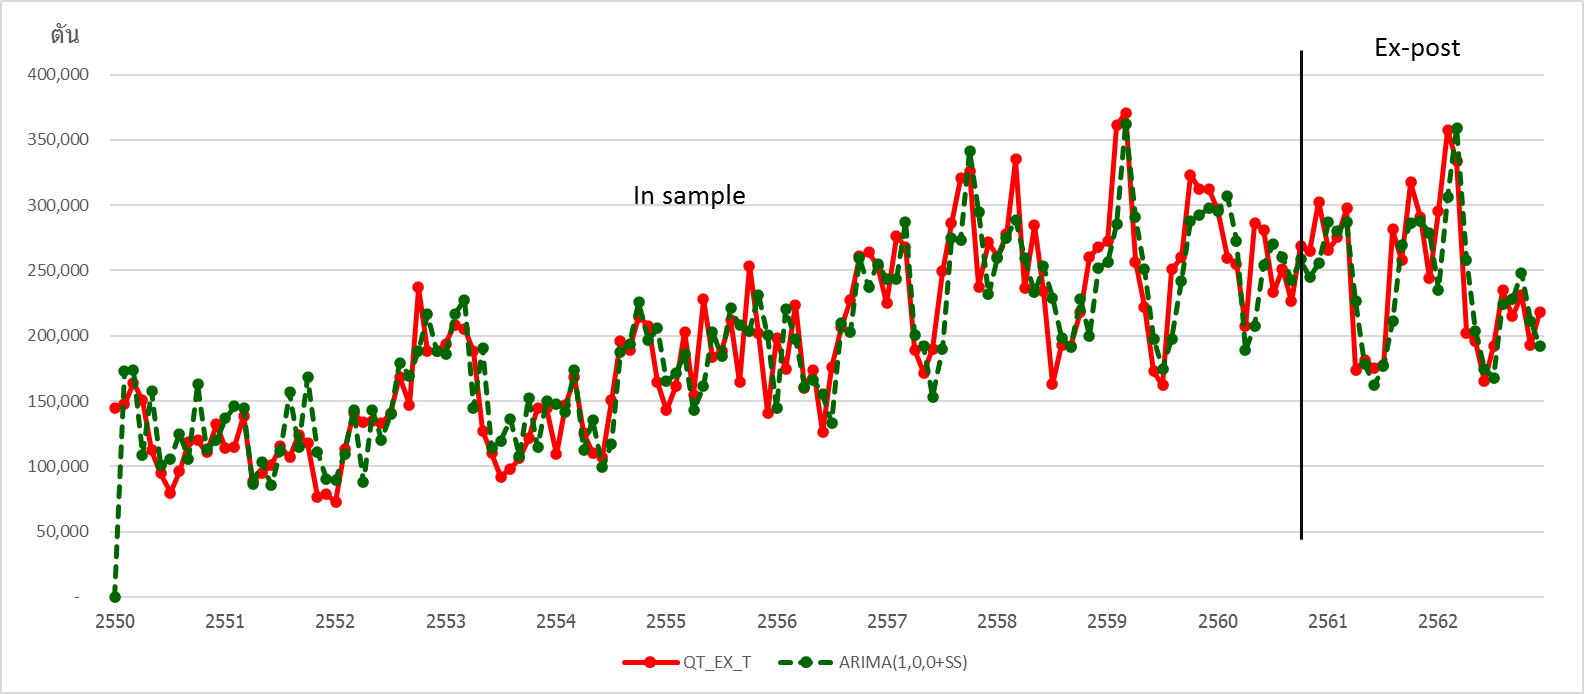 ตัน
Ex-post
400,000
350,000
In sample
300,000
250,000
200,000
150,000
100,000
50,000
-
2550 2551 2552 2553 2554 2555 2556 2557 2558 2559 2560 2561 2562
QT_EX_T ARIMA(1,0,0+SS)